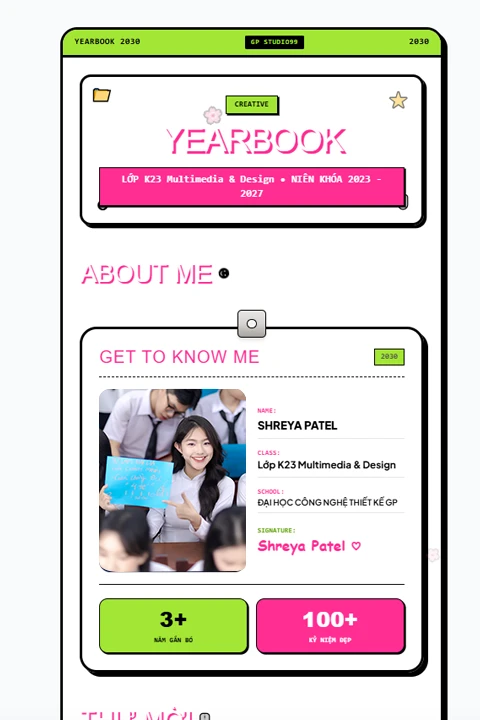 YEARBOOK 2030
GP STUDIO99
2030
CREATIVE
YEARBOOK
LỚP K23 Multimedia & Design • NIÊN KHÓA 2023 -
2027
ABOUT ME
GET TO KNOW ME
2030
NAME:
SHREYA PATEL
CLASS:
Lớp K23 Multimedia & Design
SCHOOL:
ĐẠI HỌC CÔNG NGHỆ THIẾT KẾ GP
SIGNATURE:
Shreya Patel ♡
3+
NĂM GẮN BÓ
100+
KỶ NIỆM ĐẸP